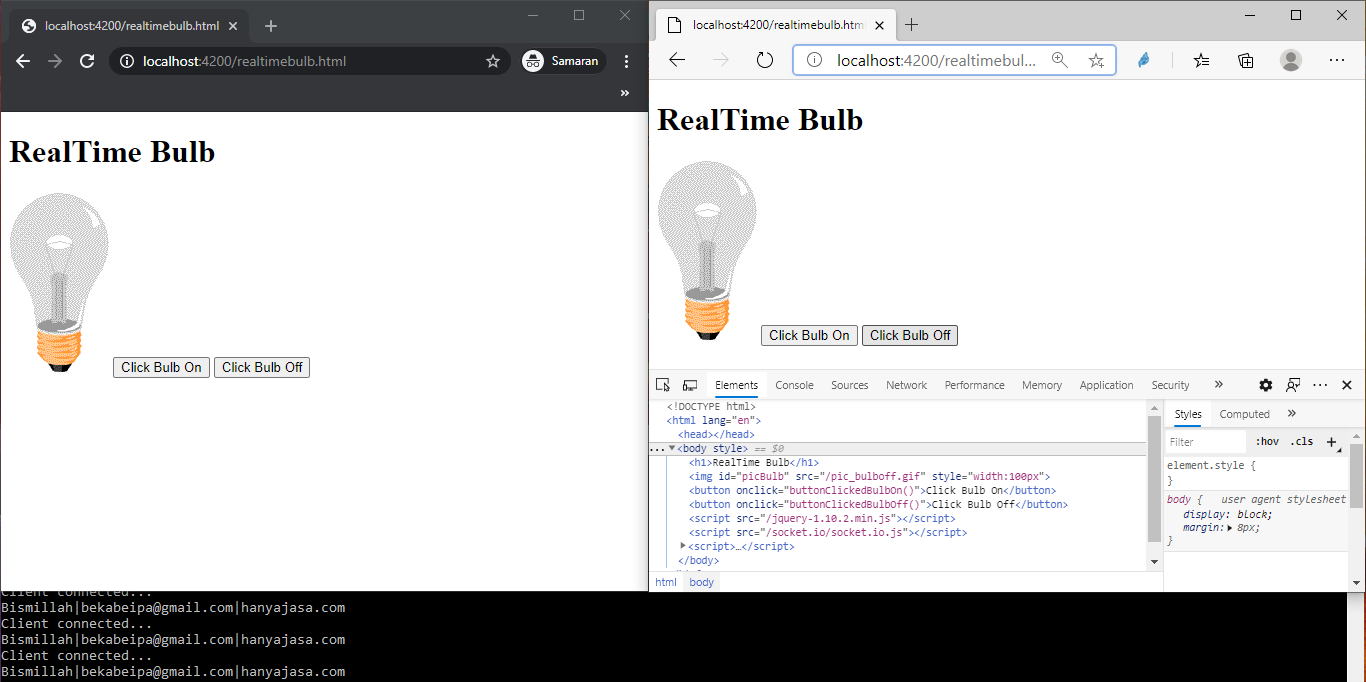 localhost:4200/realtimebulb.html
localhost:4200/realtimebulb.html
Samaran
»
RealTime Bulb
Click Bulb On
Click Bulb Off
localhost:4200/realtimebulb.htm
localhost:4200/realtimebul...
RealTime Bulb
Click Bulb On
Click Bulb Off
Elements Console Sources Network Performance Memory Application Security »
<!DOCTYPE html>
<html lang="en">
<head></head>
...▼<body style> == $0
<h1>RealTime Bulb</h1>
<img id="picBulb" src="/pic_bulboff.gif" style="width:100px">
<button onclick="buttonClickedBulbOn()">Click Bulb On</button>
<button onclick="buttonClickedBulbOff()">Click Bulb Off</button>
<script src="/jquery-1.10.2.min.js"></script>
<script src="/socket.io/socket.io.js"></script>
▶<script>…</script>
</body>
html body
Styles Computed »
Filter :hov .cls +
element.style {
}
body { user agent stylesheet
display: block;
margin:▶ 8px;
}
Client connected...
Bismillah|bekabeipa@gmail.com|hanyajasa.com
Client connected...
Bismillah|bekabeipa@gmail.com|hanyajasa.com
Client connected...
Bismillah|bekabeipa@gmail.com|hanyajasa.com